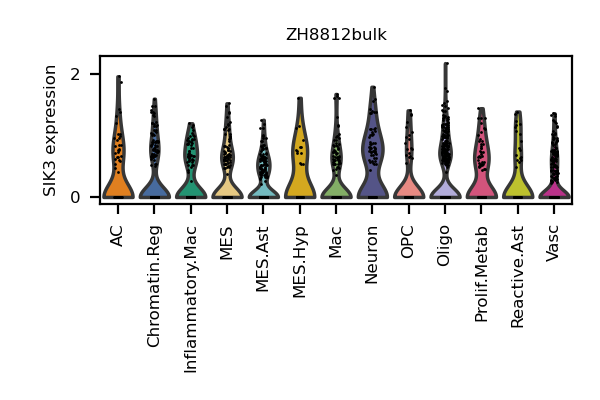 ZH8812bulk
SIK3 expression
2
0
AC
Chromatin.Reg
Inflammatory.Mac
MES
MES.Ast
MES.Hyp
Mac
Neuron
OPC
Oligo
Prolif.Metab
Reactive.Ast
Vasc